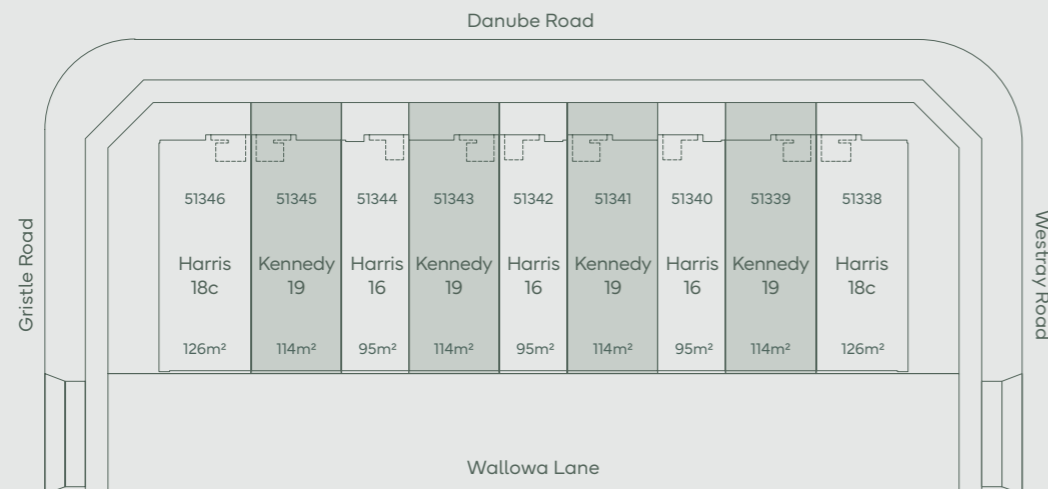 Danube Road
Gristle Road
Westray Road
51346 51345 51344 51343 51342 51341 51340 51339 51338
Harris Kennedy Harris Kennedy Harris Kennedy Harris Kennedy Harris
18c 19 16 19 16 19 16 19 18c
126m² 114m² 95m² 114m² 95m² 114m² 95m² 114m² 126m²
Wallowa Lane